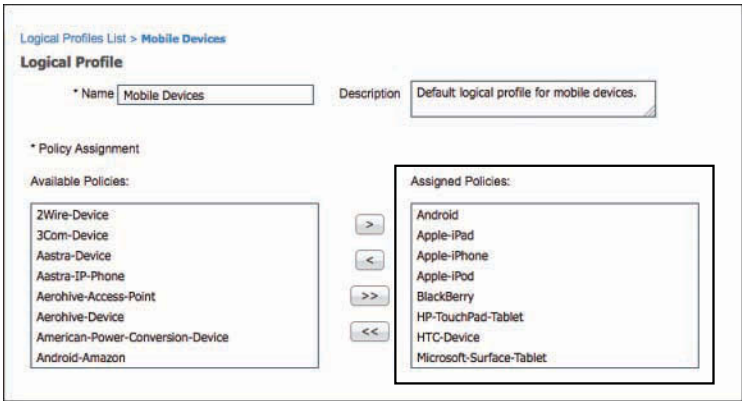 Logical Profiles List > Mobile Devices
Logical Profile
* Name Mobile Devices Description Default logical profile for mobile devices.
* Policy Assignment
Available Policies:
2Wire-Device
3Com-Device
Aastra-Device
Aastra-IP-Phone
Aerohive-Access-Point
Aerohive-Device
American-Power-Conversion-Device
Android-Amazon
>
<
>>
<<
Assigned Policies:
Android
Apple-iPad
Apple-iPhone
Apple-iPod
BlackBerry
HP-TouchPad-Tablet
HTC-Device
Microsoft-Surface-Tablet